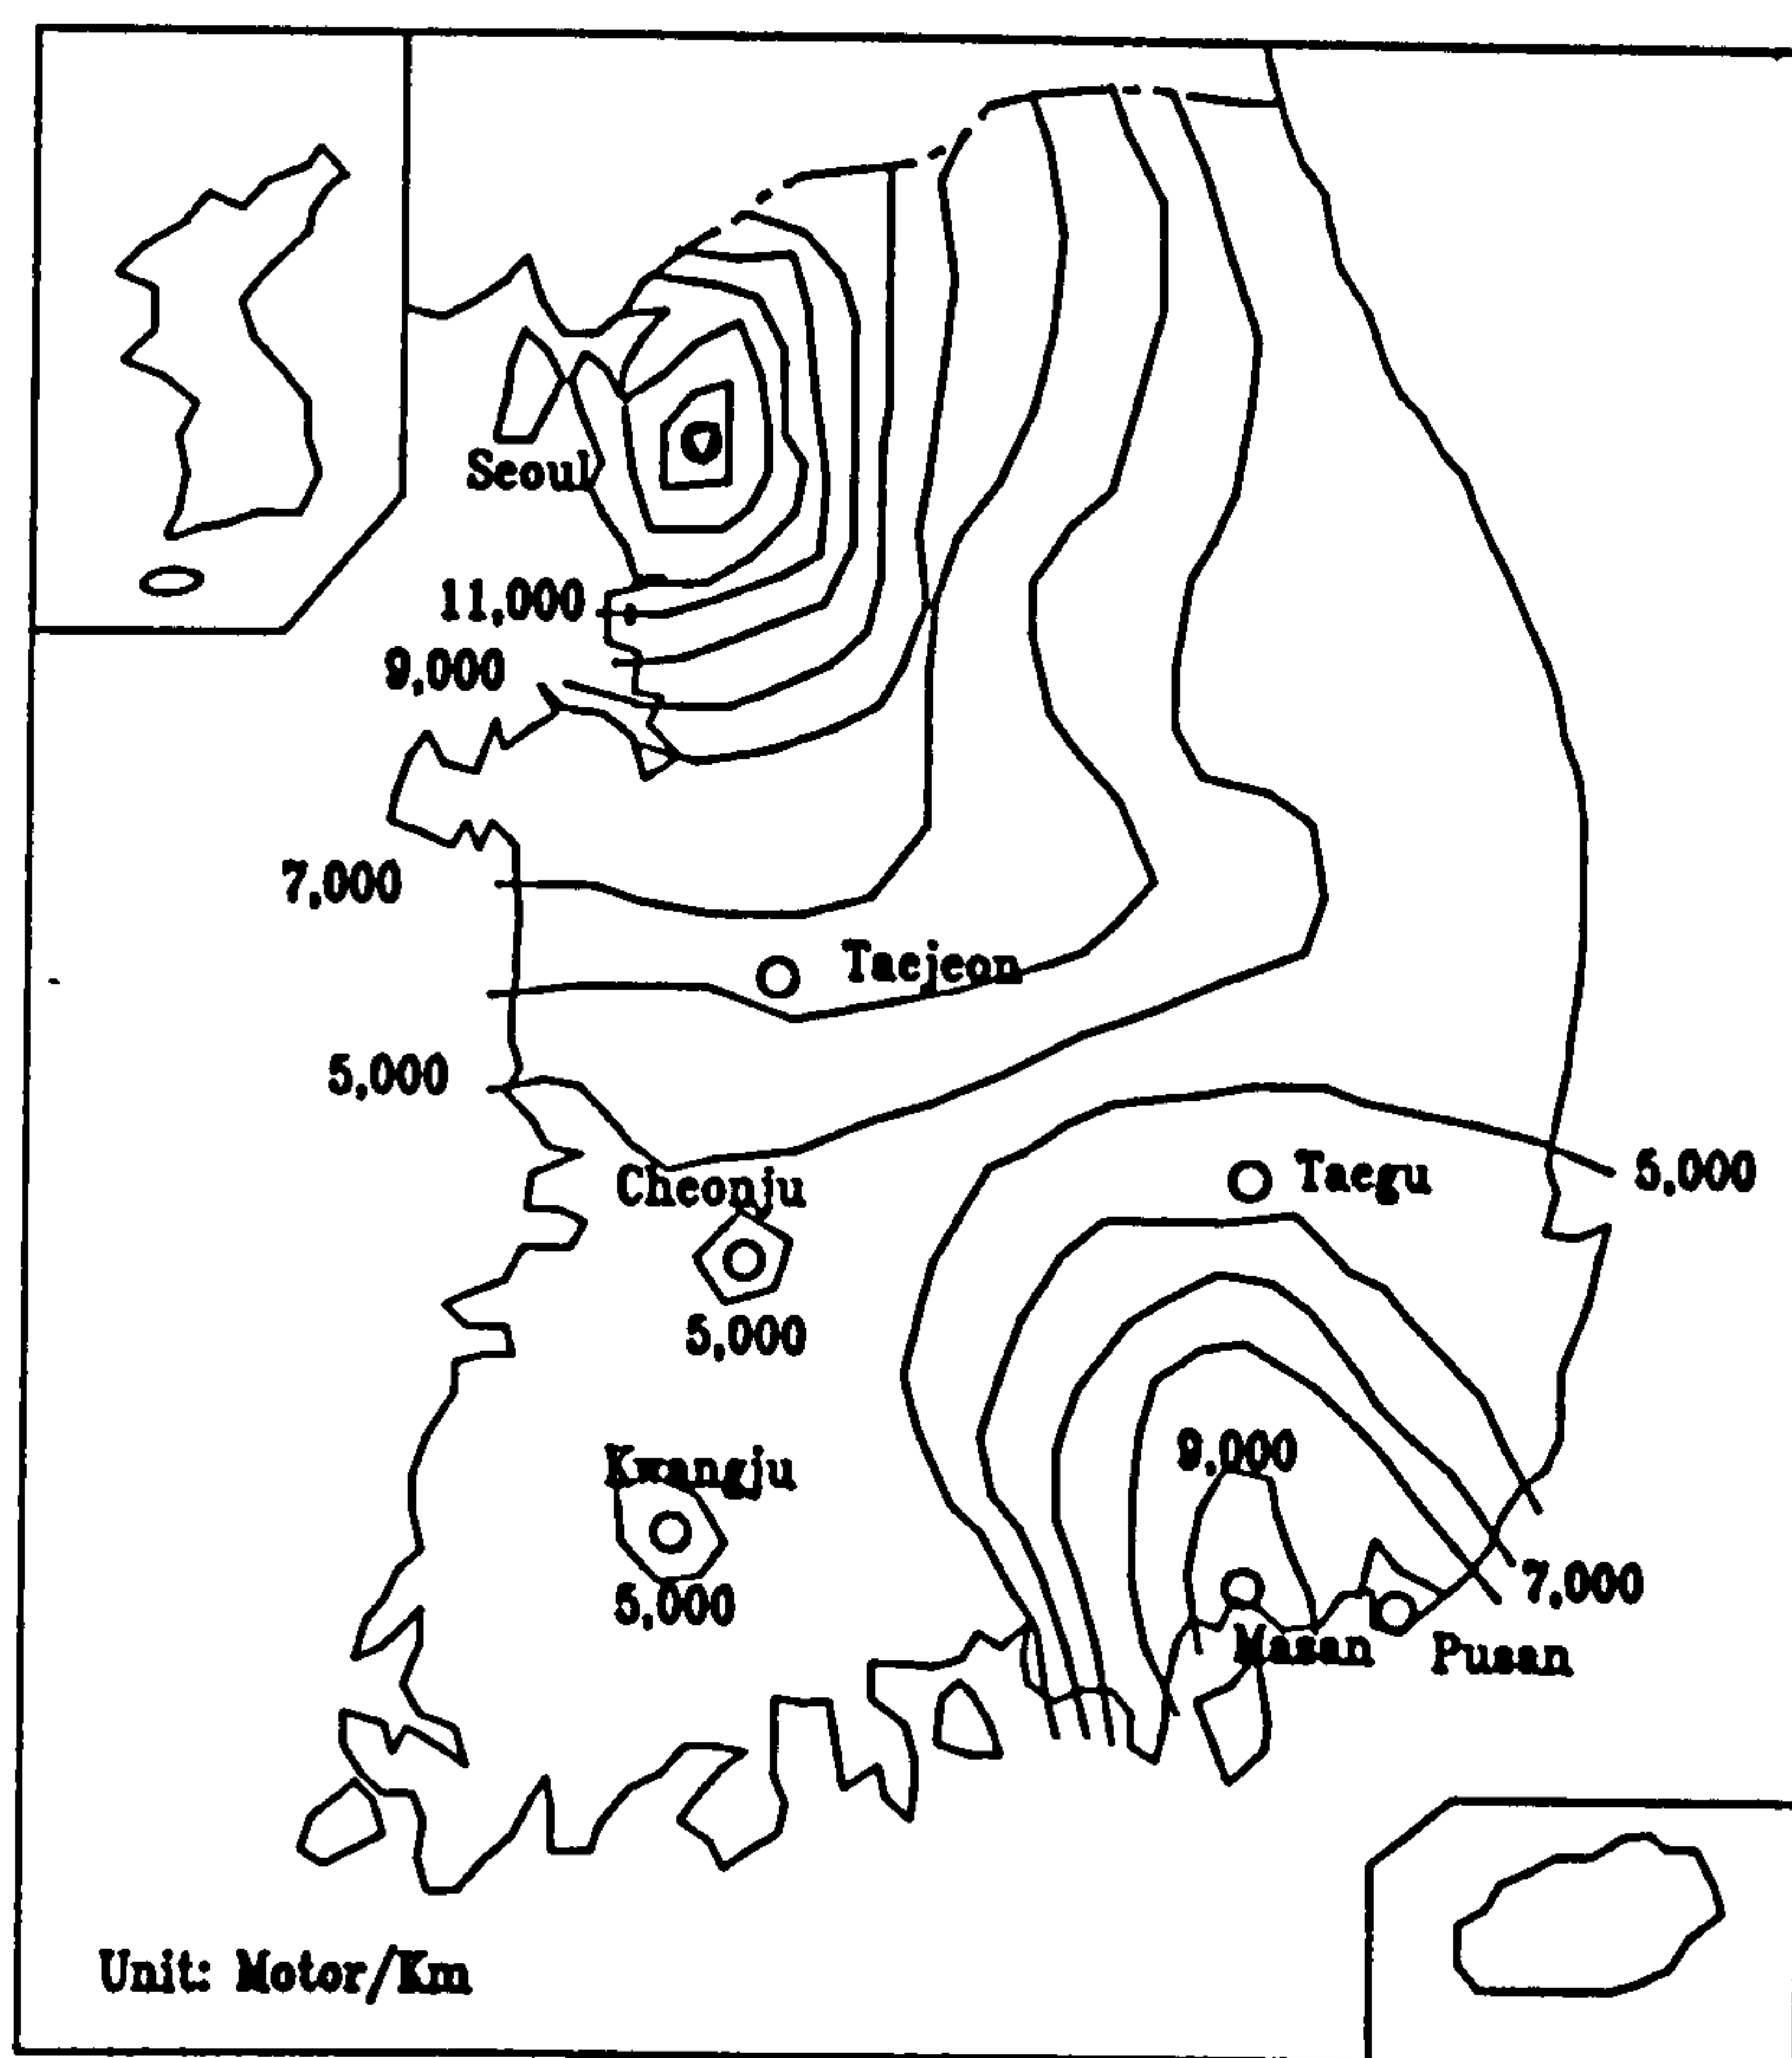 Seoul
11,000
9,000
7,000
Taejeon
5,000
Cheonju
5,000
Taegu
5,000
Kwangju
5,000
9,000
7,000
Masan
Pusan
Unit: Motor/Km